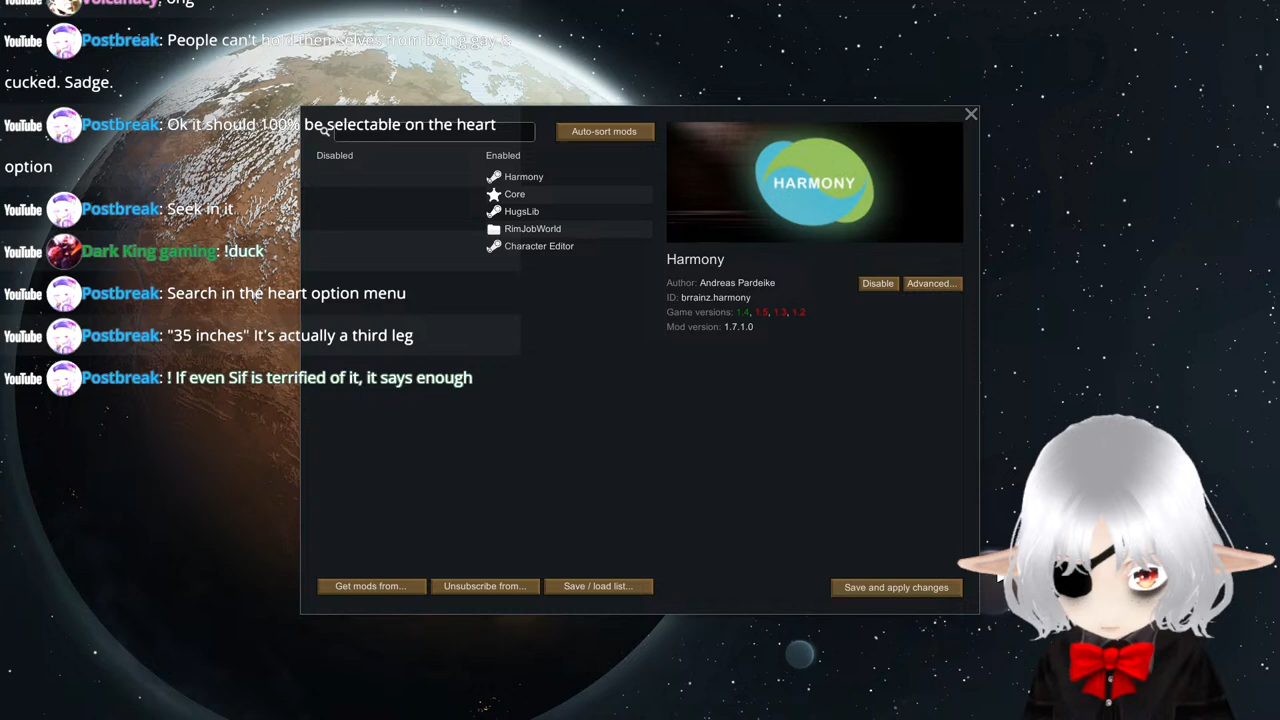 YouTube Volcandcy: ong
YouTube Postbreak: People can't hold themselves from being gay &
cucked. Sadge.
YouTube Postbreak: Ok it should 100% be selectable on the heart
option
YouTube Postbreak: Seek in it
YouTube Dark King gaming: !duck
YouTube Postbreak: Search in the heart option menu
YouTube Postbreak: "35 inches" It's actually a third leg
YouTube Postbreak: ! If even Sif is terrified of it, it says enough
Auto-sort mods
Disabled
Enabled
Harmony
Core
HugsLib
RimJobWorld
Character Editor
HARMONY
Harmony
Author: Andreas Pardeike
ID: brrainz.harmony
Game versions: 1.4, 1.5, 1.3, 1.2
Mod version: 1.7.1.0
Disable
Advanced...
Get mods from...
Unsubscribe from...
Save / load list...
Save and apply changes